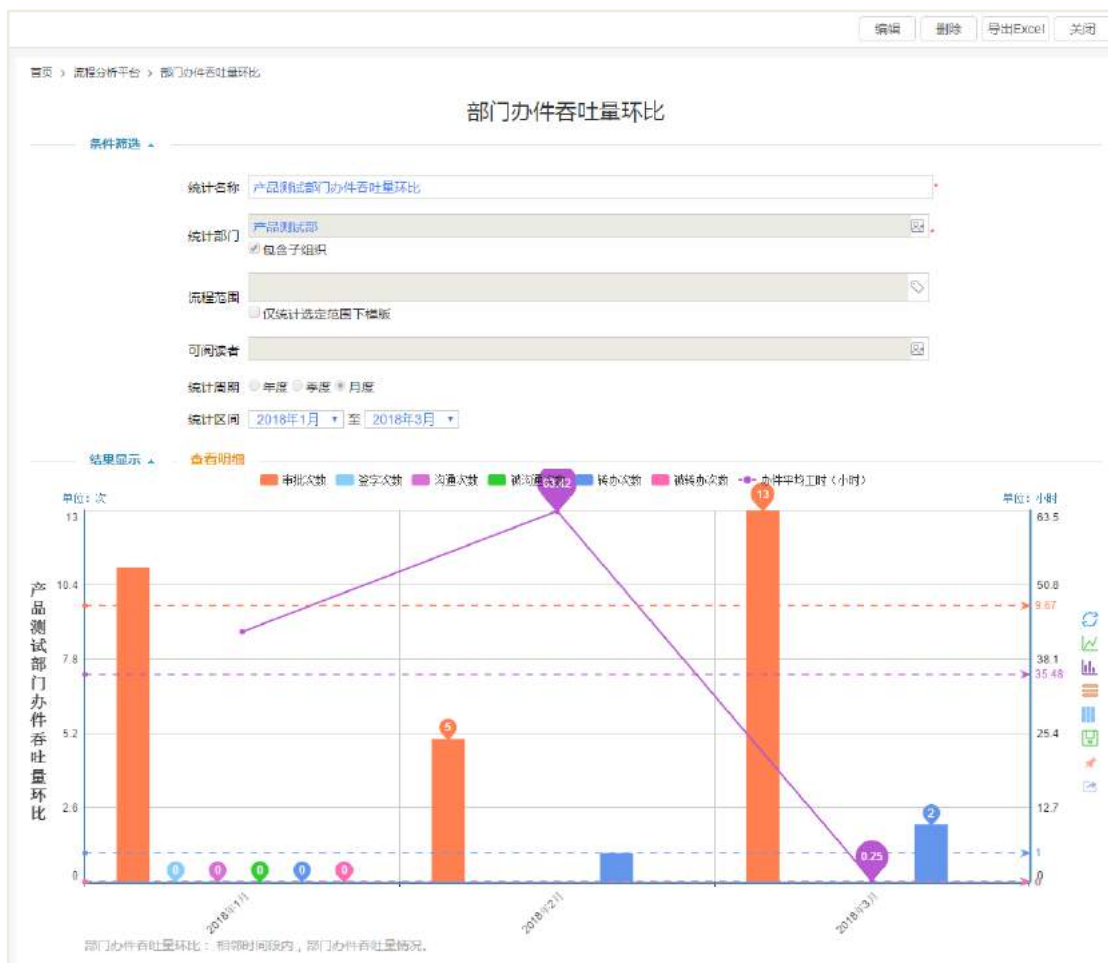 编辑 删除 导出Excel 关闭
首页 > 流程分析平台 > 部门办件吞吐量环比
部门办件吞吐量环比
条件筛选
统计名称 产品测试部门办件吞吐量环比 *
统计部门 产品测试部 *
包含子组织
流程范围
仅统计选定范围下模版
可阅读者
统计周期 年度 季度 月度
统计区间 2018年1月 至 2018年3月
结果显示 查看明细
审批次数 签字次数 沟通次数 被沟通次数 转办次数 被转办次数 办件平均工时（小时）
单位：次 单位：小时
产品测试部门办件吞吐量环比
63.42
13
13 63.5
10.4 50.8
9.67
7.8 38.1
35.48
5
5.2 25.4
2.6 12.7
2
0.25
1
0 0 0 0 0
0 0
0
2018年1月 2018年2月 2018年3月
部门办件吞吐量环比：相邻时间段内，部门办件吞吐量情况。